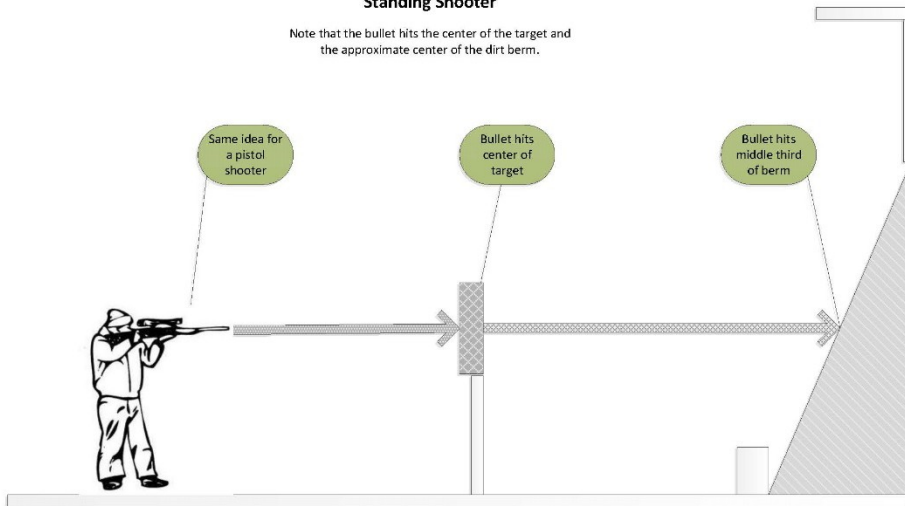 Standing Shooter
Note that the bullet hits the center of the target and
the approximate center of the dirt berm.
Same idea for
a pistol
shooter
Bullet hits
center of
target
Bullet hits
middle third
of berm